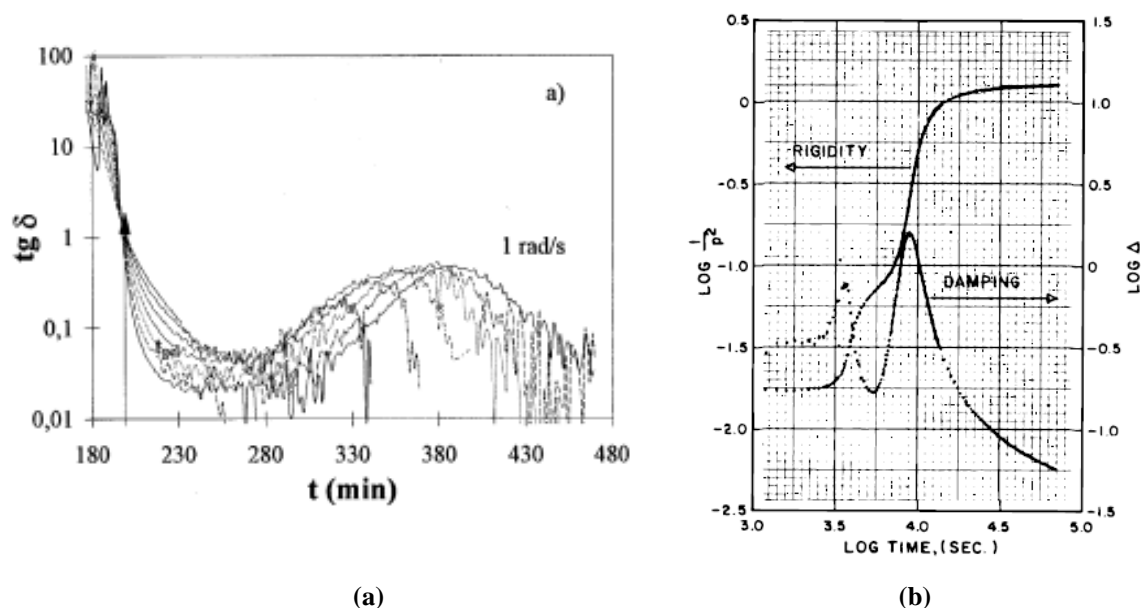 100
10
1
0,1
0,01
tg δ
a)
1 rad/s
180 230 280 330 380 430 480
t (min)
(a)
0.5
0
-0.5
-1.0
-1.5
-2.0
-2.5
LOG 1/P²
RIGIDITY
DAMPING
1.5
1.0
0.5
0
-0.5
-1.0
-1.5
LOG Δ
3.0 3.5 4.0 4.5 5.0
LOG TIME, (SEC.)
(b)